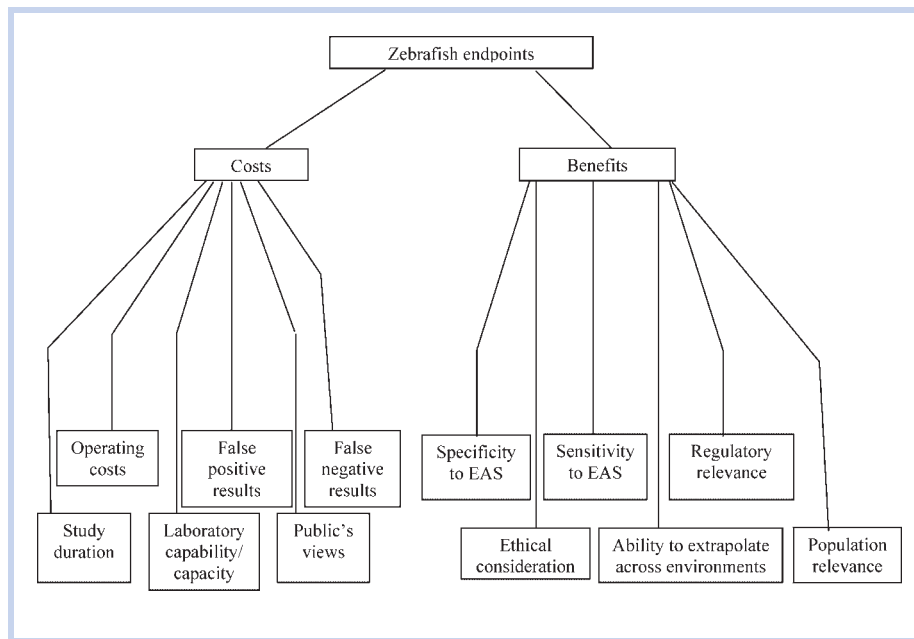 Zebrafish endpoints
Costs
Benefits
Operating
costs
False
positive
results
False
negative
results
Specificity
to EAS
Sensitivity
to EAS
Regulatory
relevance
Study
duration
Laboratory
capability/
capacity
Public's
views
Ethical
consideration
Ability to extrapolate
across environments
Population
relevance